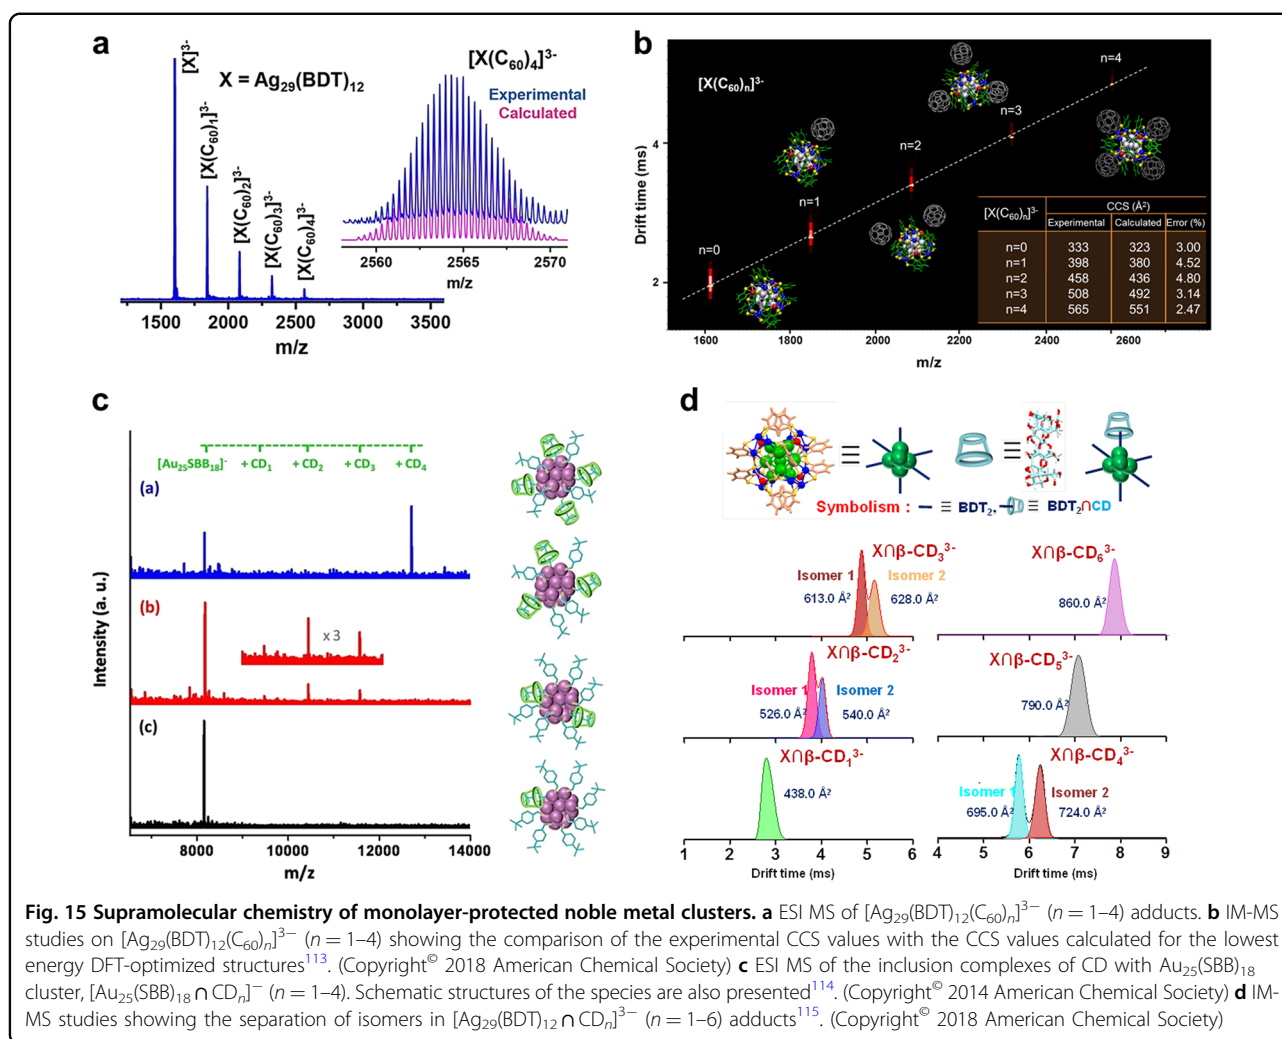 a
[X]³⁻
X = Ag₂₉(BDT)₁₂
[X(C₆₀)₁]³⁻
[X(C₆₀)₂]³⁻
[X(C₆₀)₃]³⁻
[X(C₆₀)₄]³⁻
[X(C₆₀)₄]³⁻
Experimental
Calculated
2560 2565 2570
m/z
1500 2000 2500 3000 3500
m/z
b
[X(C₆₀)ₙ]³⁻
n=0
n=1
n=2
n=3
n=4
Drift time (ms)
4
2
1600 1800 2000 2200 2400 2600
m/z
[X(C₆₀)ₙ]³⁻ CCS (Å²)
Experimental Calculated Error (%)
n=0 333 323 3.00
n=1 398 380 4.52
n=2 458 436 4.80
n=3 508 492 3.14
n=4 565 551 2.47
c
[Au₂₅SBB₁₈]⁻ + CD₁ + CD₂ + CD₃ + CD₄
(a)
(b)
x 3
(c)
Intensity (a. u.)
8000 10000 12000 14000
m/z
d
Symbolism : ≡ BDT₂, ≡ BDT₂∩CD
X∩β-CD₃³⁻
Isomer 1 Isomer 2
613.0 Å² 628.0 Å²
X∩β-CD₆³⁻
860.0 Å²
X∩β-CD₂³⁻
Isomer 1 Isomer 2
526.0 Å² 540.0 Å²
X∩β-CD₅³⁻
790.0 Å²
X∩β-CD₁³⁻
438.0 Å²
X∩β-CD₄³⁻
Isomer 1 Isomer 2
695.0 Å² 724.0 Å²
1 2 3 4 5 6
Drift time (ms)
4 5 6 7 8 9
Drift time (ms)
Fig. 15 Supramolecular chemistry of monolayer-protected noble metal clusters. a ESI MS of [Ag₂₉(BDT)₁₂(C₆₀)ₙ]³⁻ (n = 1–4) adducts. b IM-MS
studies on [Ag₂₉(BDT)₁₂(C₆₀)ₙ]³⁻ (n = 1–4) showing the comparison of the experimental CCS values with the CCS values calculated for the lowest
energy DFT-optimized structures¹¹³. (Copyright© 2018 American Chemical Society) c ESI MS of the inclusion complexes of CD with Au₂₅(SBB)₁₈
cluster, [Au₂₅(SBB)₁₈ ∩ CDₙ]⁻ (n = 1–4). Schematic structures of the species are also presented¹¹⁴. (Copyright© 2014 American Chemical Society) d IM-
MS studies showing the separation of isomers in [Ag₂₉(BDT)₁₂ ∩ CDₙ]³⁻ (n = 1–6) adducts¹¹⁵. (Copyright© 2018 American Chemical Society)